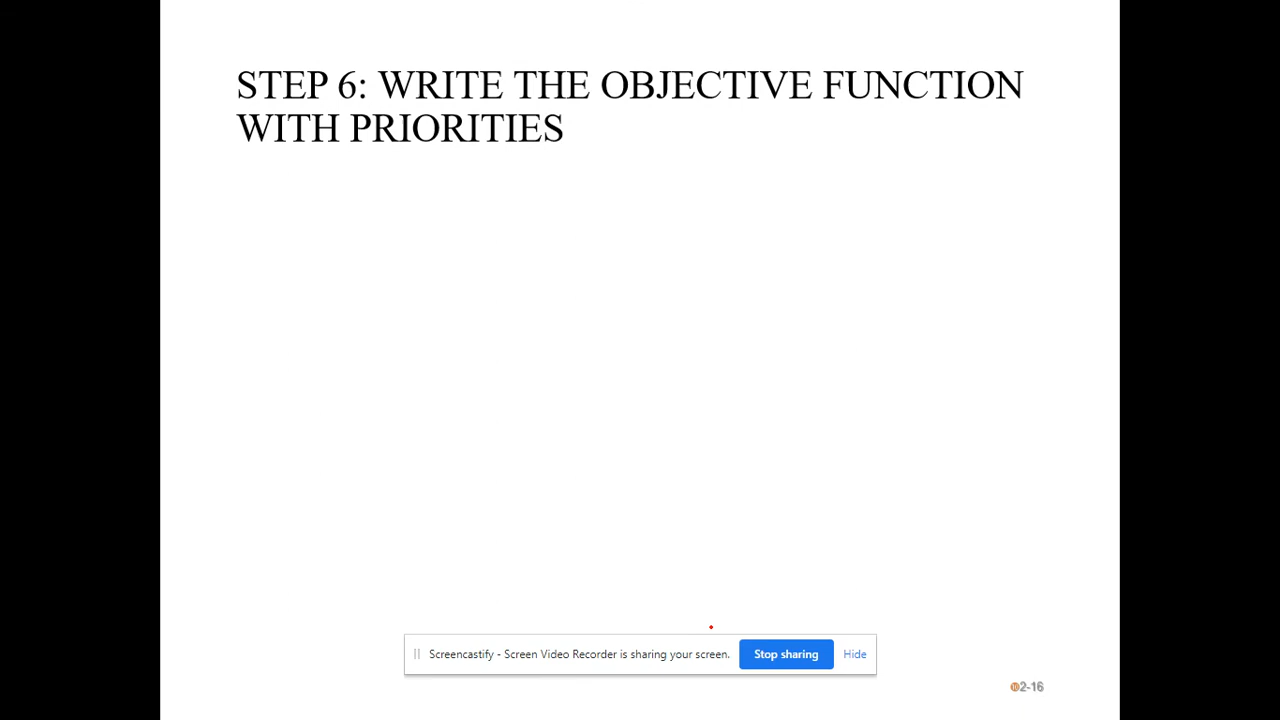 STEP 6: WRITE THE OBJECTIVE FUNCTION
WITH PRIORITIES
Screencastify - Screen Video Recorder is sharing your screen. Stop sharing Hide
2-16